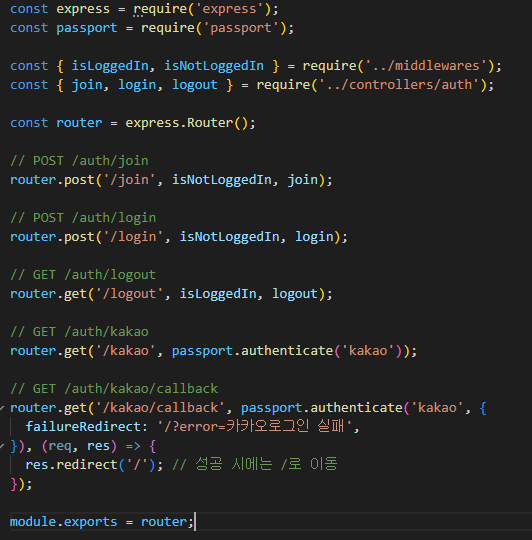 const express = require('express');
const passport = require('passport');
const { isLoggedIn, isNotLoggedIn } = require('../middlewares');
const { join, login, logout } = require('../controllers/auth');
const router = express.Router();
// POST /auth/join
router.post('/join', isNotLoggedIn, join);
// POST /auth/login
router.post('/login', isNotLoggedIn, login);
// GET /auth/logout
router.get('/logout', isLoggedIn, logout);
// GET /auth/kakao
router.get('/kakao', passport.authenticate('kakao'));
// GET /auth/kakao/callback
router.get('/kakao/callback', passport.authenticate('kakao', {
  failureRedirect: '/?error=카카오로그인 실패',
}), (req, res) => {
  res.redirect('/'); // 성공 시에는 /로 이동
});
module.exports = router;